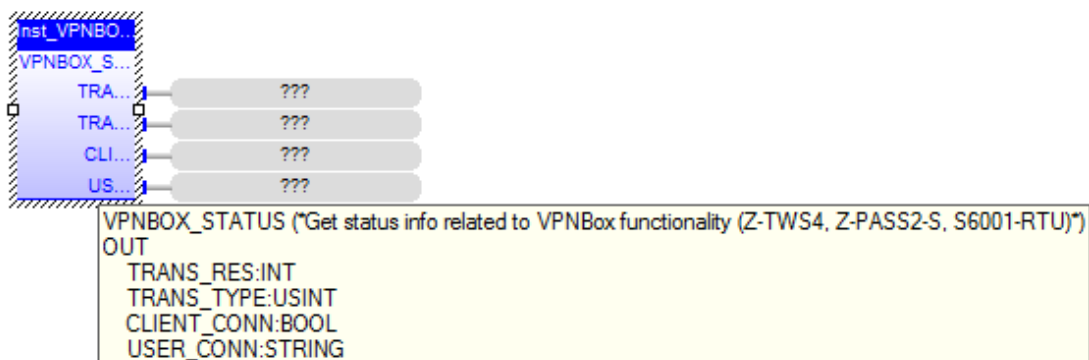 Inst_VPNBO...
VPNBOX_S...
TRA... ???
TRA... ???
CLI... ???
US... ???
VPNBOX_STATUS (*Get status info related to VPNBox functionality (Z-TWS4, Z-PASS2-S, S6001-RTU)*)
OUT
TRANS_RES:INT
TRANS_TYPE:USINT
CLIENT_CONN:BOOL
USER_CONN:STRING